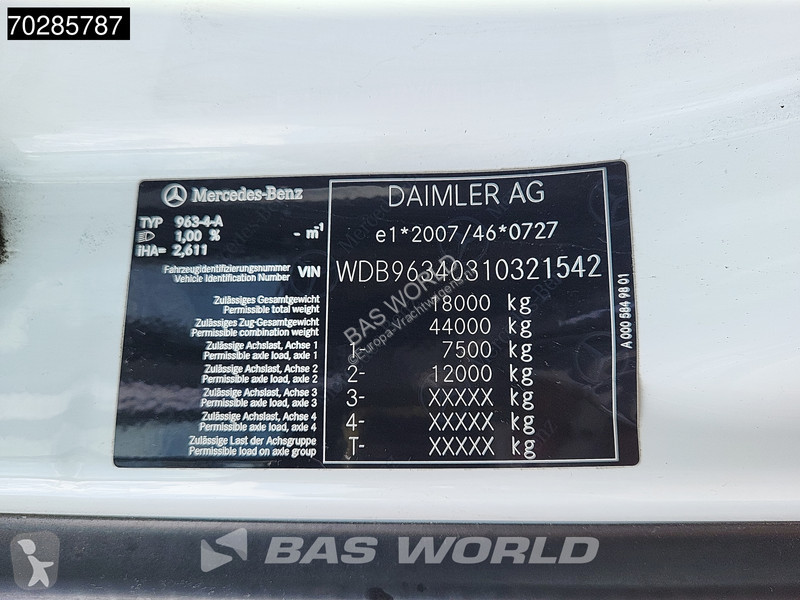 70285787
Mercedes-Benz
DAIMLER AG
TYP 963-4-A
1,00 % - m-1
iHA= 2,611
e1*2007/46*0727
Fahrzeugidentifizierungsnummer
Vehicle Identification Number VIN WDB96340310321542
Zulässiges Gesamtgewicht
Permissible total weight 18000 kg
Zulässiges Zug-Gesamtgewicht
Permissible combination weight 44000 kg
Zulässige Achslast, Achse 1
Permissible axle load, axle 1 1- 7500 kg
Zulässige Achslast, Achse 2
Permissible axle load, axle 2 2- 12000 kg
Zulässige Achslast, Achse 3
Permissible axle load, axle 3 3- XXXXX kg
Zulässige Achslast, Achse 4
Permissible axle load, axle 4 4- XXXXX kg
Zulässige Last der Achsgruppe
Permissible load on axle group T- XXXXX kg
A 000 584 98 01
BAS WORLD
BAS WORLD